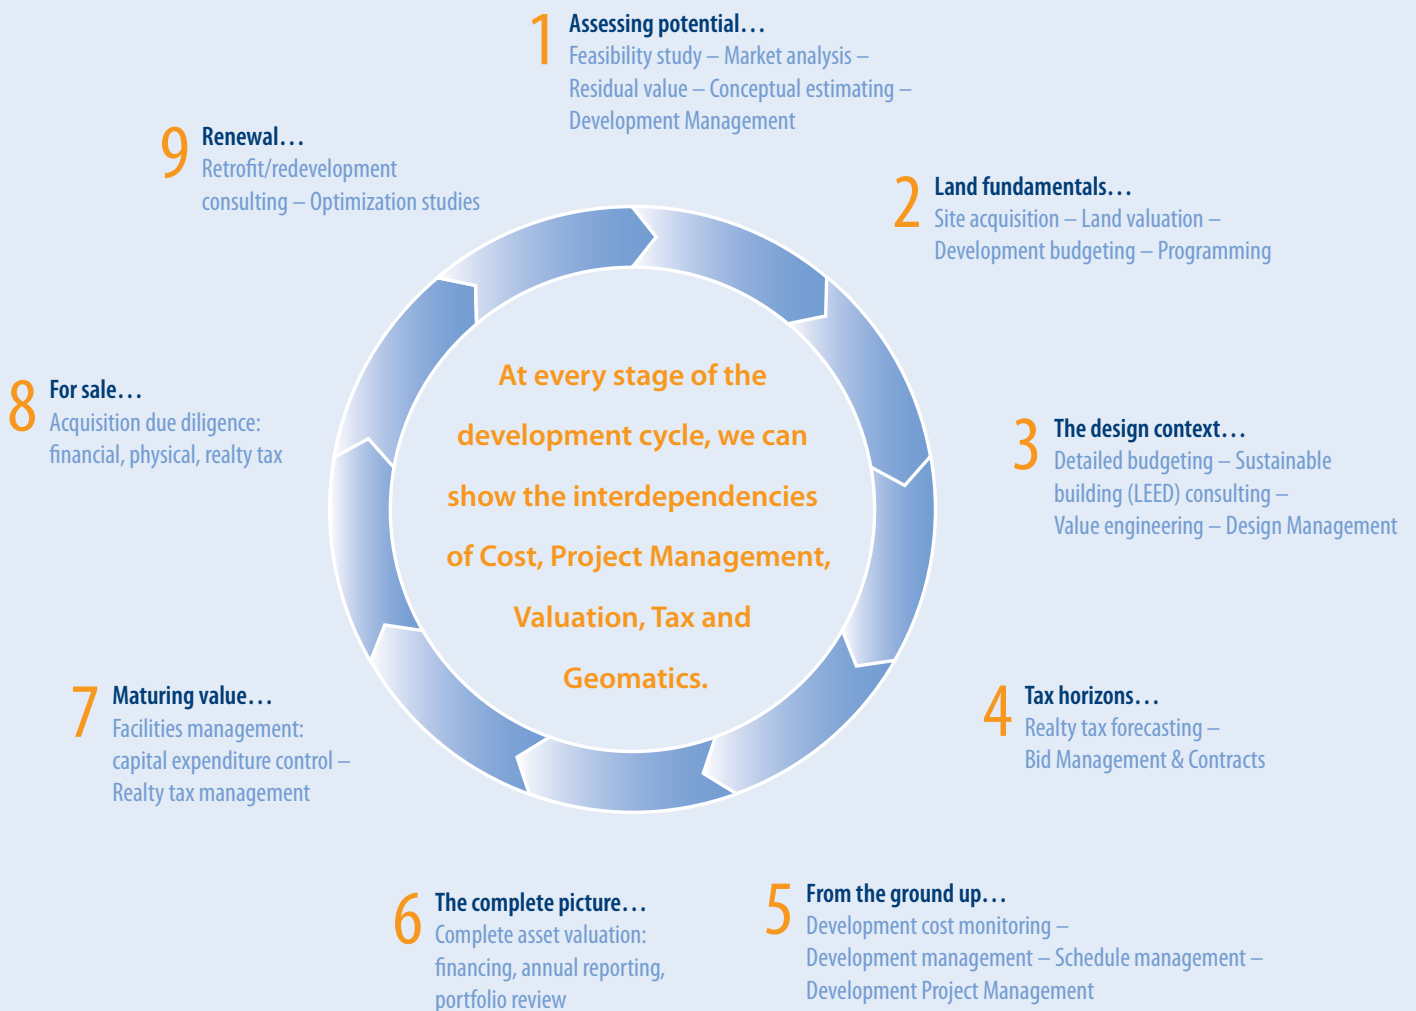 1 Assessing potential…
Feasibility study – Market analysis –
Residual value – Conceptual estimating –
Development Management
2 Land fundamentals…
Site acquisition – Land valuation –
Development budgeting – Programming
3 The design context…
Detailed budgeting – Sustainable
building (LEED) consulting –
Value engineering – Design Management
4 Tax horizons…
Realty tax forecasting –
Bid Management & Contracts
5 From the ground up…
Development cost monitoring –
Development management – Schedule management –
Development Project Management
6 The complete picture…
Complete asset valuation:
financing, annual reporting,
portfolio review
7 Maturing value…
Facilities management:
capital expenditure control –
Realty tax management
8 For sale…
Acquisition due diligence:
financial, physical, realty tax
9 Renewal…
Retrofit/redevelopment
consulting – Optimization studies
At every stage of the
development cycle, we can
show the interdependencies
of Cost, Project Management,
Valuation, Tax and
Geomatics.